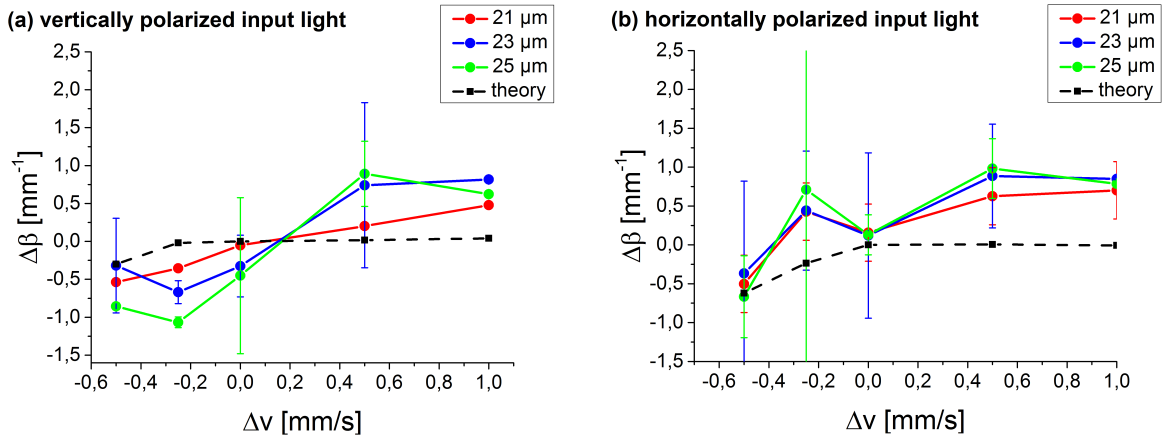 (a) vertically polarized input light
21 µm
23 µm
25 µm
theory
2,5
2,0
1,5
1,0
0,5
0,0
-0,5
-1,0
-1,5
Δβ [mm⁻¹]
-0,6 -0,4 -0,2 0,0 0,2 0,4 0,6 0,8 1,0
Δv [mm/s]
(b) horizontally polarized input light
21 µm
23 µm
25 µm
theory
2,5
2,0
1,5
1,0
0,5
0,0
-0,5
-1,0
-1,5
Δβ [mm⁻¹]
-0,6 -0,4 -0,2 0,0 0,2 0,4 0,6 0,8 1,0
Δv [mm/s]